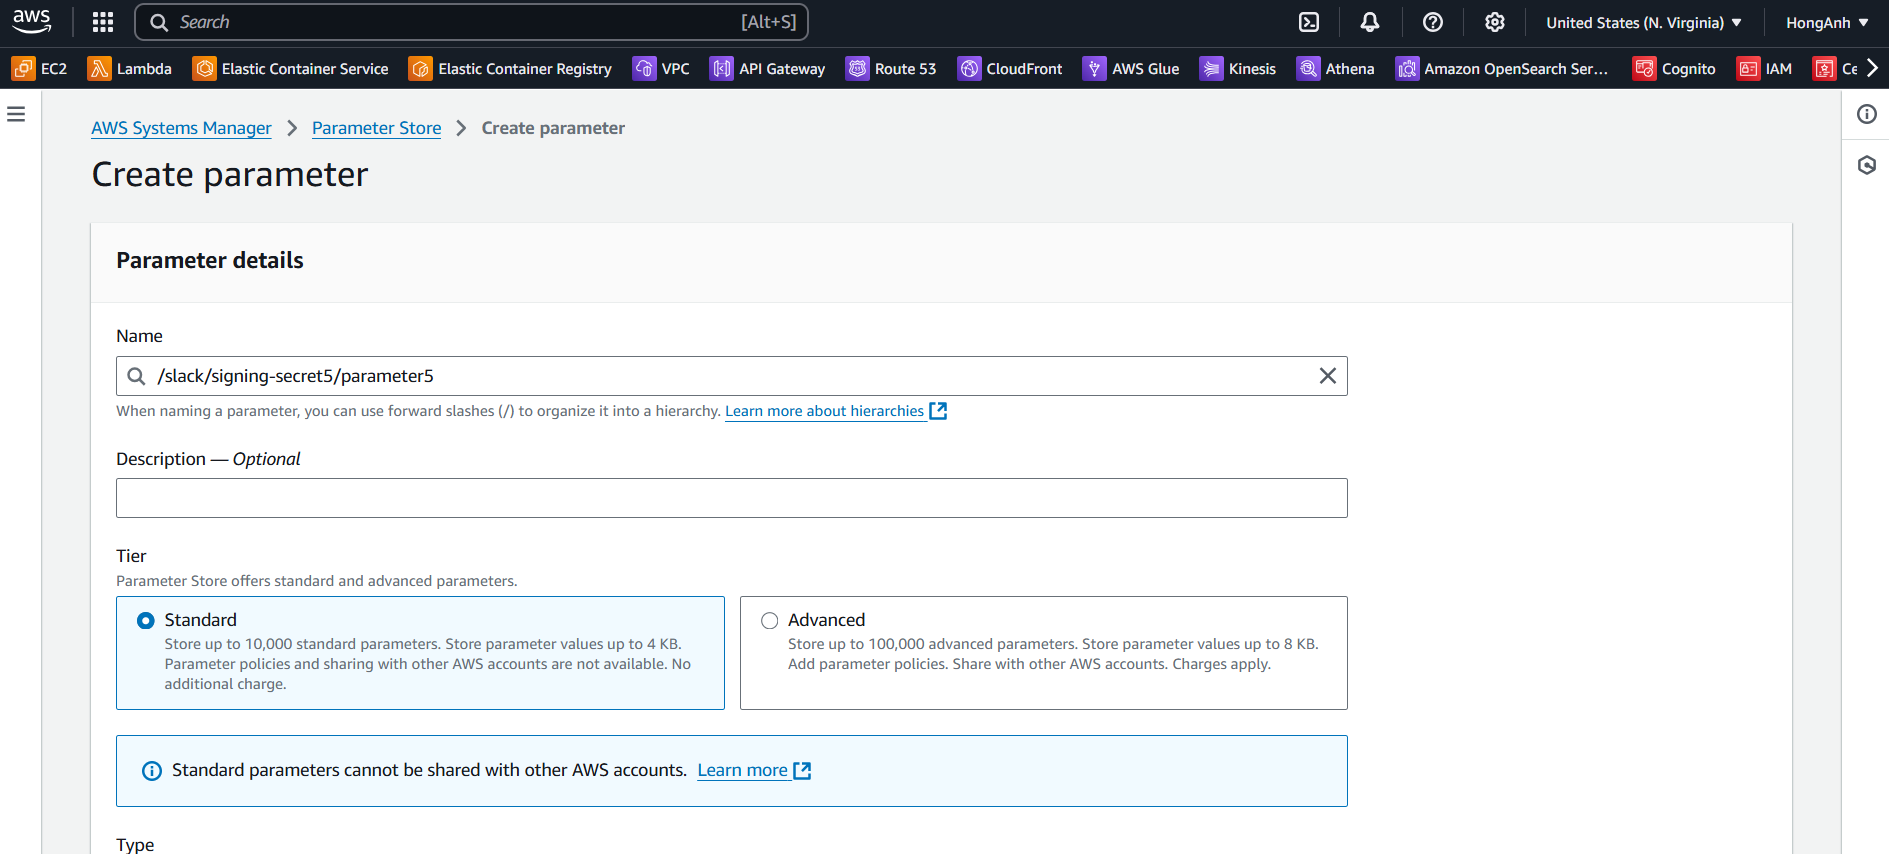 aws Search [Alt+S] United States (N. Virginia) HongAnh
EC2 Lambda Elastic Container Service Elastic Container Registry VPC API Gateway Route 53 CloudFront AWS Glue Kinesis Athena Amazon OpenSearch Ser... Cognito IAM Ce
AWS Systems Manager > Parameter Store > Create parameter
Create parameter
Parameter details
Name
/slack/signing-secret5/parameter5
When naming a parameter, you can use forward slashes (/) to organize it into a hierarchy. Learn more about hierarchies
Description — Optional
Tier
Parameter Store offers standard and advanced parameters.
Standard
Store up to 10,000 standard parameters. Store parameter values up to 4 KB.
Parameter policies and sharing with other AWS accounts are not available. No
additional charge.
Advanced
Store up to 100,000 advanced parameters. Store parameter values up to 8 KB.
Add parameter policies. Share with other AWS accounts. Charges apply.
Standard parameters cannot be shared with other AWS accounts. Learn more
Type